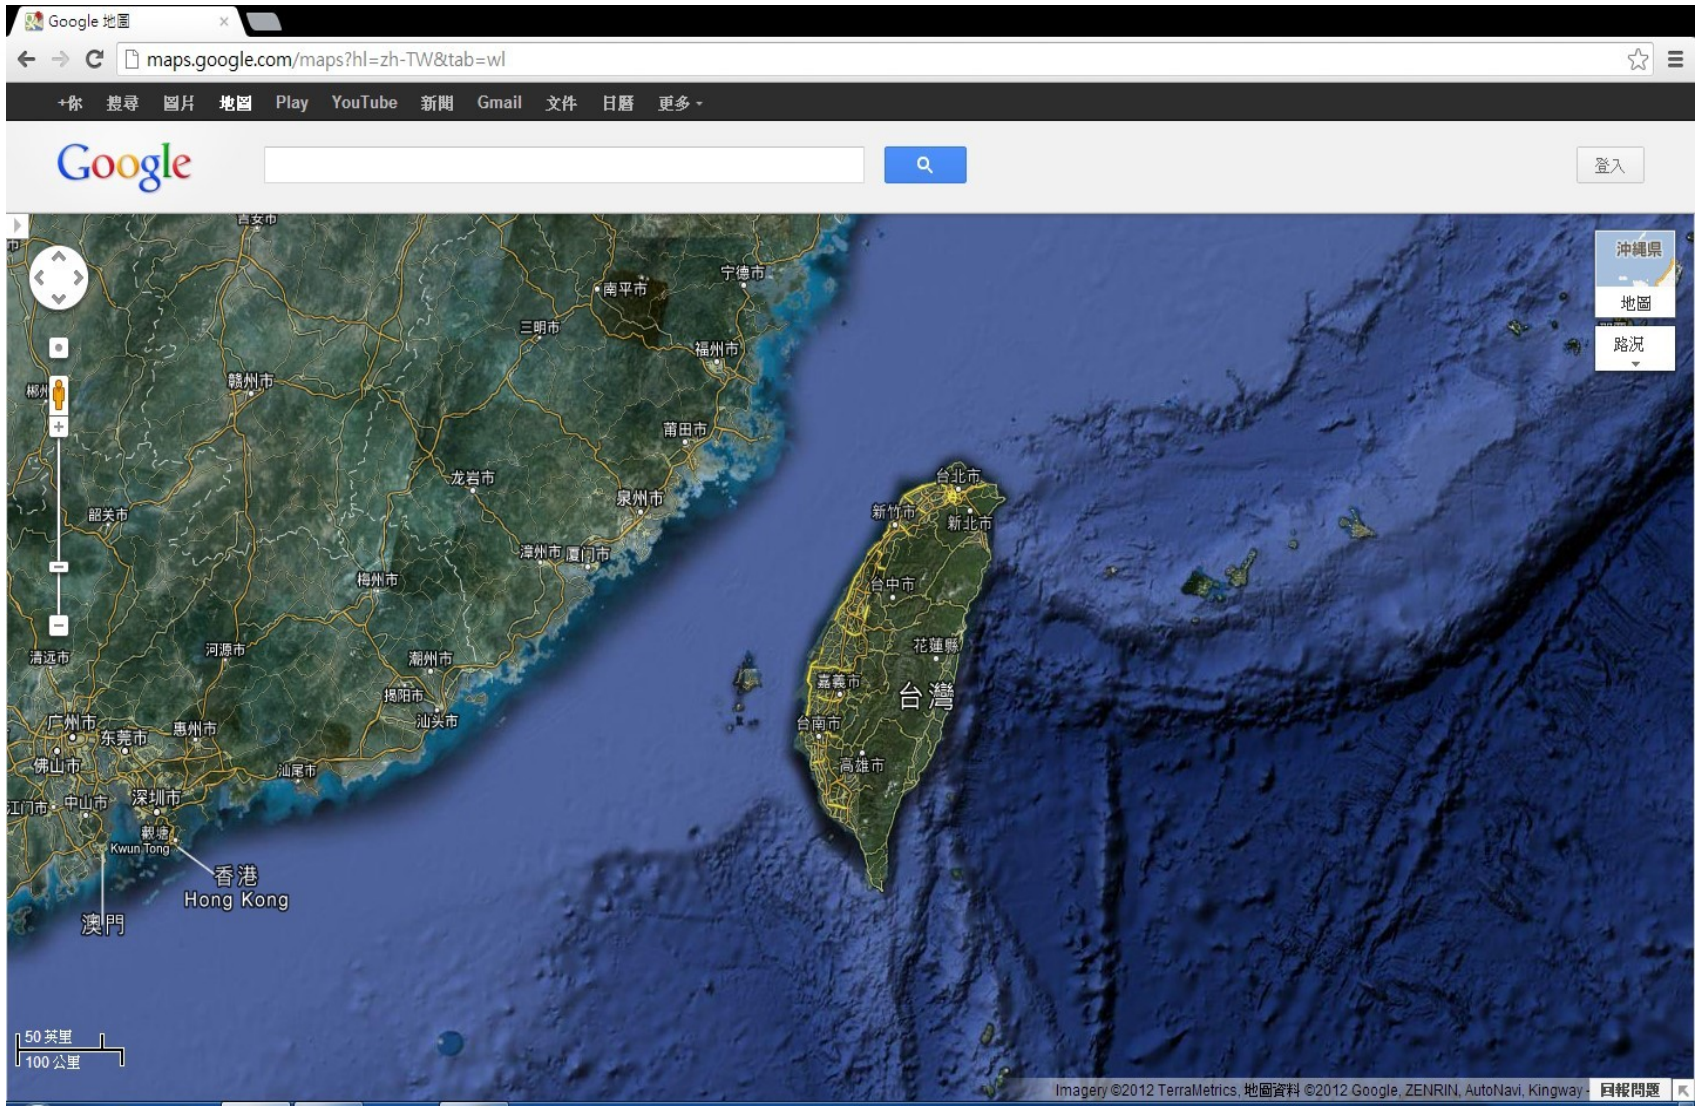 Google 地圖
maps.google.com/maps?hl=zh-TW&tab=wl
+你 搜尋 圖片 地圖 Play YouTube 新聞 Gmail 文件 日曆 更多
Google
登入
吉安市
沖縄県
宁德市
南平市
地圖
三明市
路況
福州市
赣州市
郴州
莆田市
龙岩市
台北市
泉州市
韶关市
新竹市
新北市
漳州市 厦门市
梅州市
台中市
清远市
河源市
潮州市
花蓮縣
揭阳市
嘉義市
台灣
广州市
汕头市
台南市
东莞市
惠州市
佛山市
汕尾市
高雄市
江门市
中山市
深圳市
觀塘
Kwun Tong
香港
Hong Kong
澳門
50 英里
100 公里
Imagery ©2012 TerraMetrics, 地圖資料 ©2012 Google, ZENRIN, AutoNavi, Kingway - 回報問題